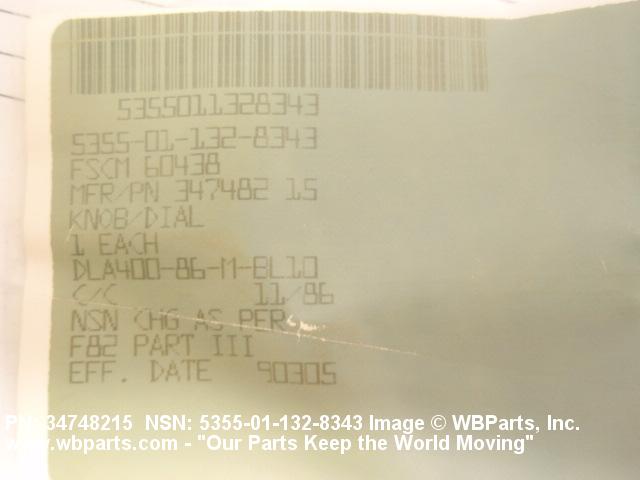 5355011328343
5355-01-132-8343
FSCM 60438
MFR/PN 347482 15
KNOB/DIAL
1 EACH
DLA400-86-M-BL10
C/C 11/86
NSN CHG AS PER
F82 PART III
EFF. DATE 90305
PN: 34748215 NSN: 5355-01-132-8343 Image © WBParts, Inc.
www.wbparts.com - "Our Parts Keep the World Moving"